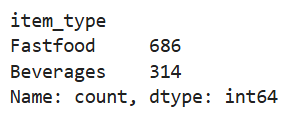 item_type
Fastfood     686
Beverages    314
Name: count, dtype: int64